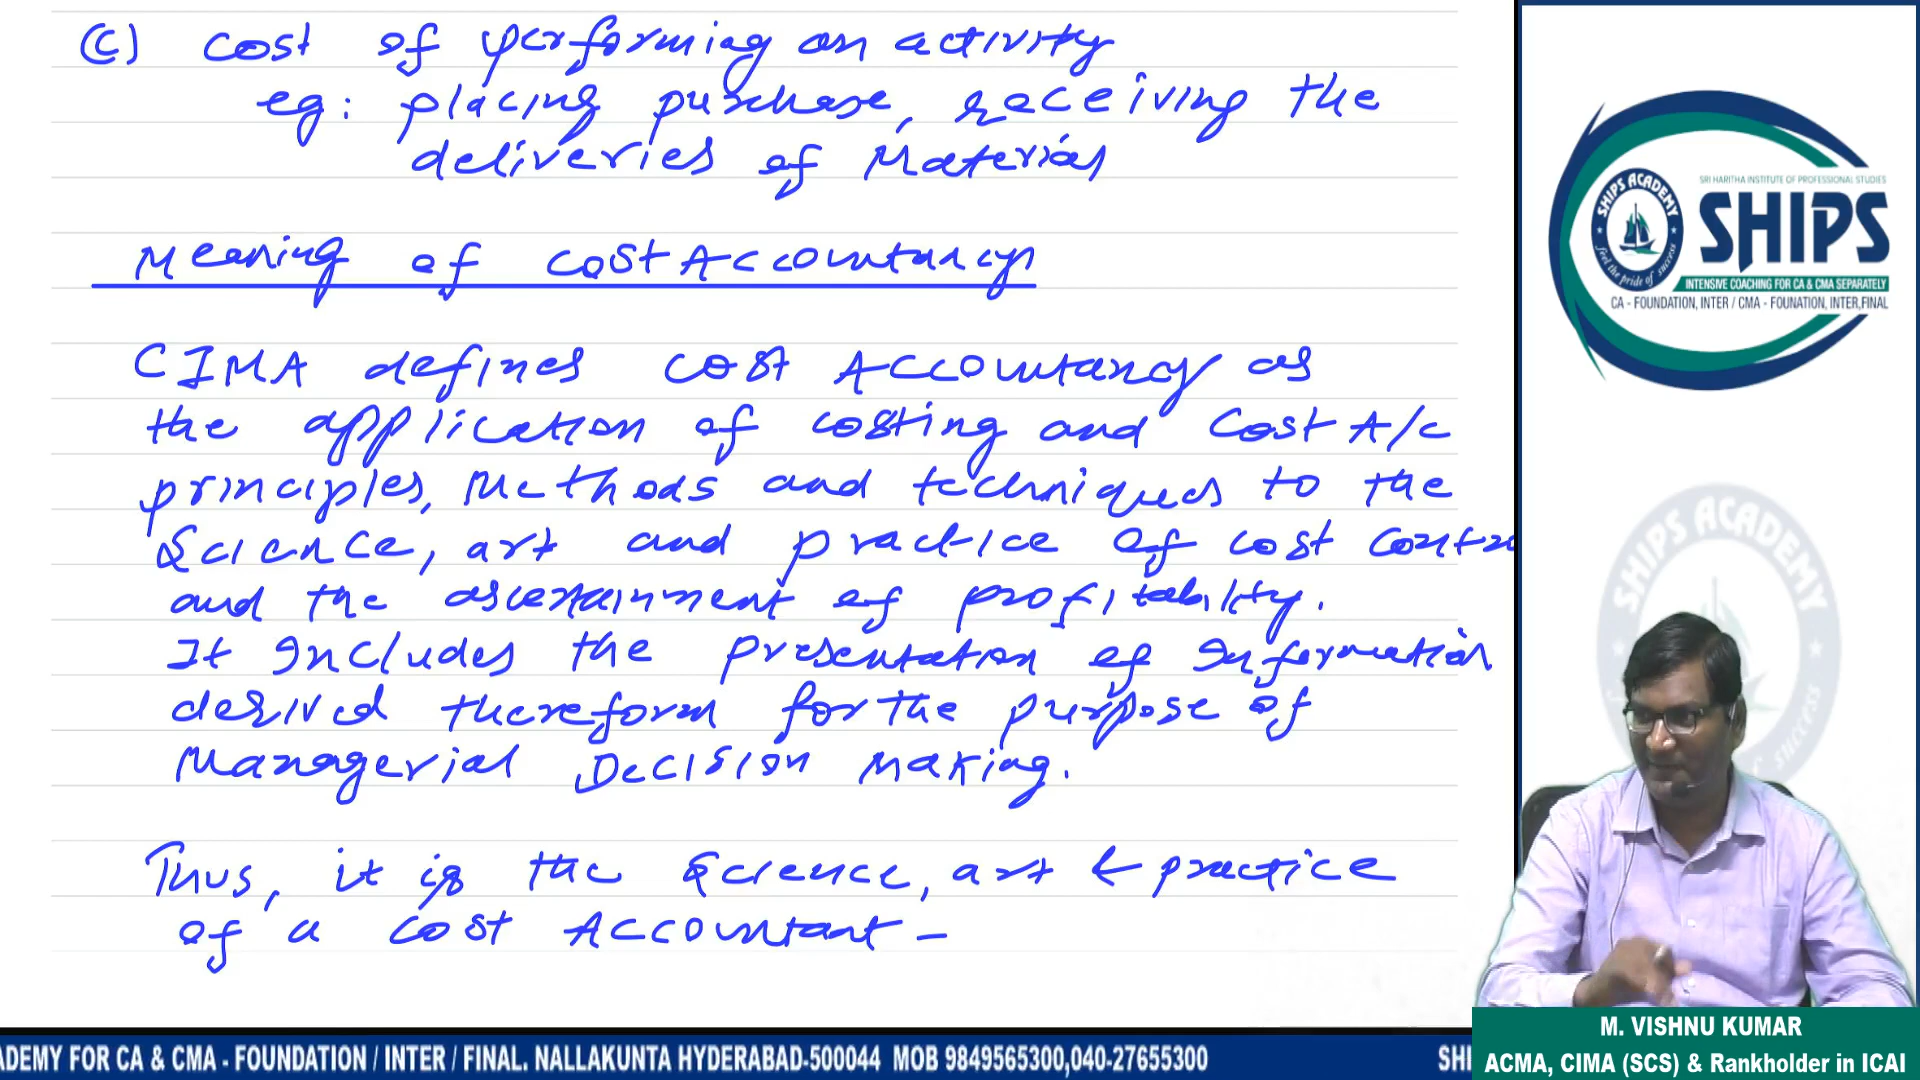 (C) Cost of performing an activity
eg: placing purchase, receiving the
deliveries of Material
Meaning of Cost Accountancy
CIMA defines Cost Accountancy as
the application of costing and Cost A/c
principles, Methods and techniques to the
Science, art and practice of cost contr
and the ascertainment of profitability.
It Includes the presentation of Information
derived thereform for the purpose of
Managerial Decision Making.
Thus, it is the Science, art & practice
of a Cost Accountant -
SRI HARITHA INSTITUTE OF PROFESSIONAL STUDIES
SHIPS ACADEMY
feel the pride of success
SHIPS
INTENSIVE COACHING FOR CA & CMA SEPARATELY
CA - FOUNDATION, INTER / CMA - FOUNATION, INTER,FINAL
SHIPS ACADEMY
success
M. VISHNU KUMAR
ACMA, CIMA (SCS) & Rankholder in ICAI
ADEMY FOR CA & CMA - FOUNDATION / INTER / FINAL. NALLAKUNTA HYDERABAD-500044 MOB 9849565300,040-27655300 SHI